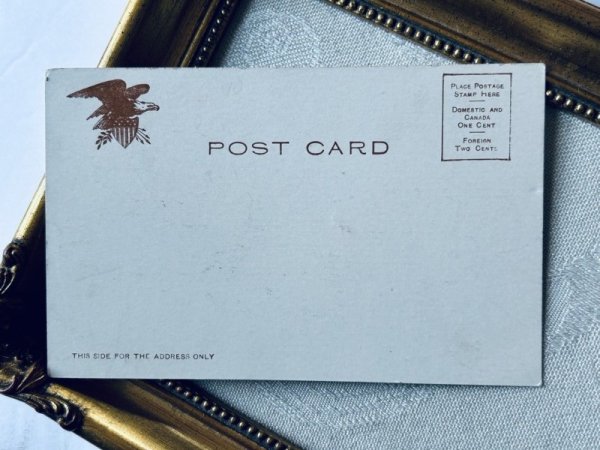 PLACE POSTAGE
STAMP HERE
DOMESTIC AND
CANADA
ONE CENT
FOREIGN
TWO CENTS
POST CARD
THIS SIDE FOR THE ADDRESS ONLY